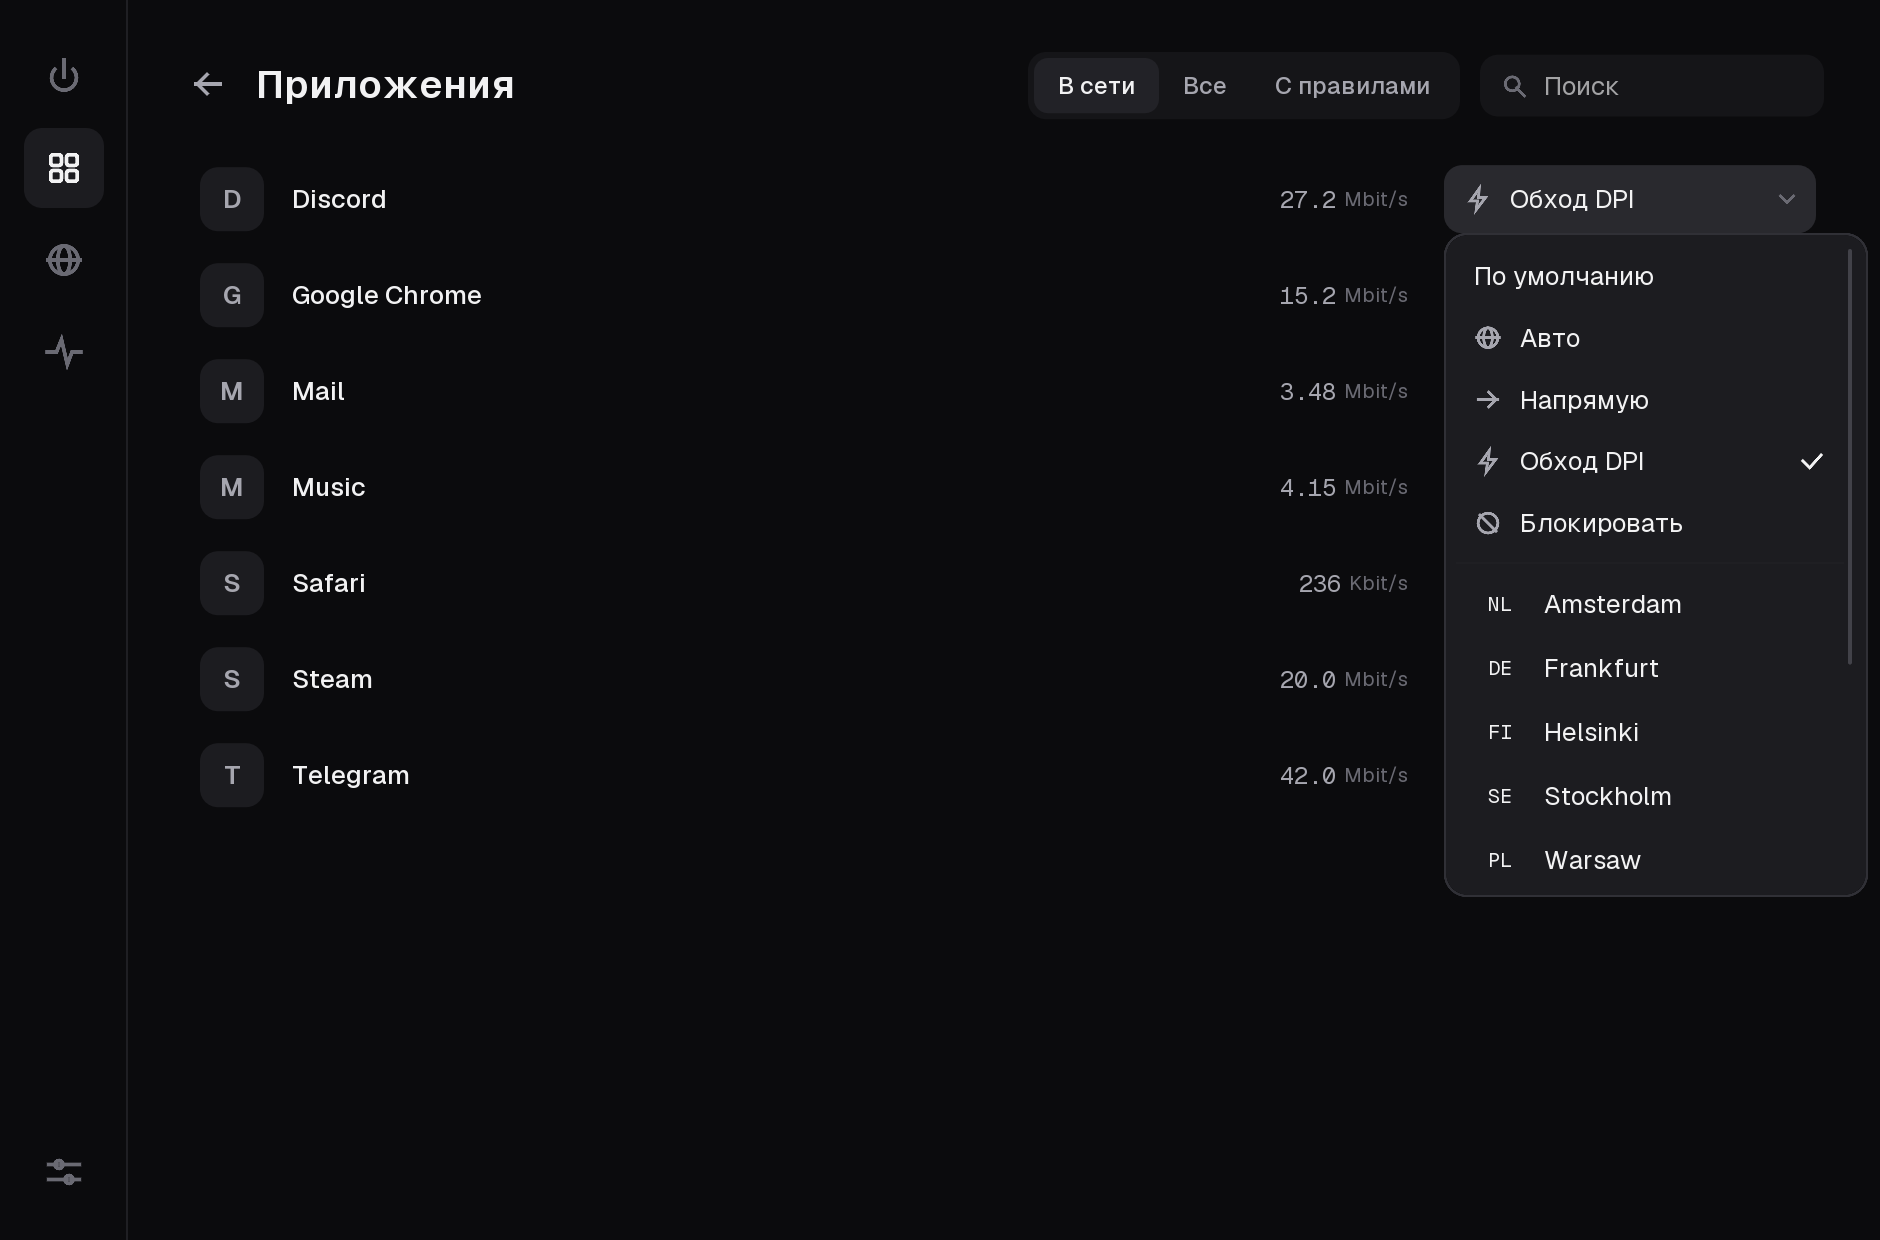 Приложения
В сети Все С правилами Поиск
D Discord 27.2 Mbit/s Обход DPI
G Google Chrome 15.2 Mbit/s
M Mail 3.48 Mbit/s
M Music 4.15 Mbit/s
S Safari 236 Kbit/s
S Steam 20.0 Mbit/s
T Telegram 42.0 Mbit/s
По умолчанию
Авто
Напрямую
Обход DPI
Блокировать
NL Amsterdam
DE Frankfurt
FI Helsinki
SE Stockholm
PL Warsaw